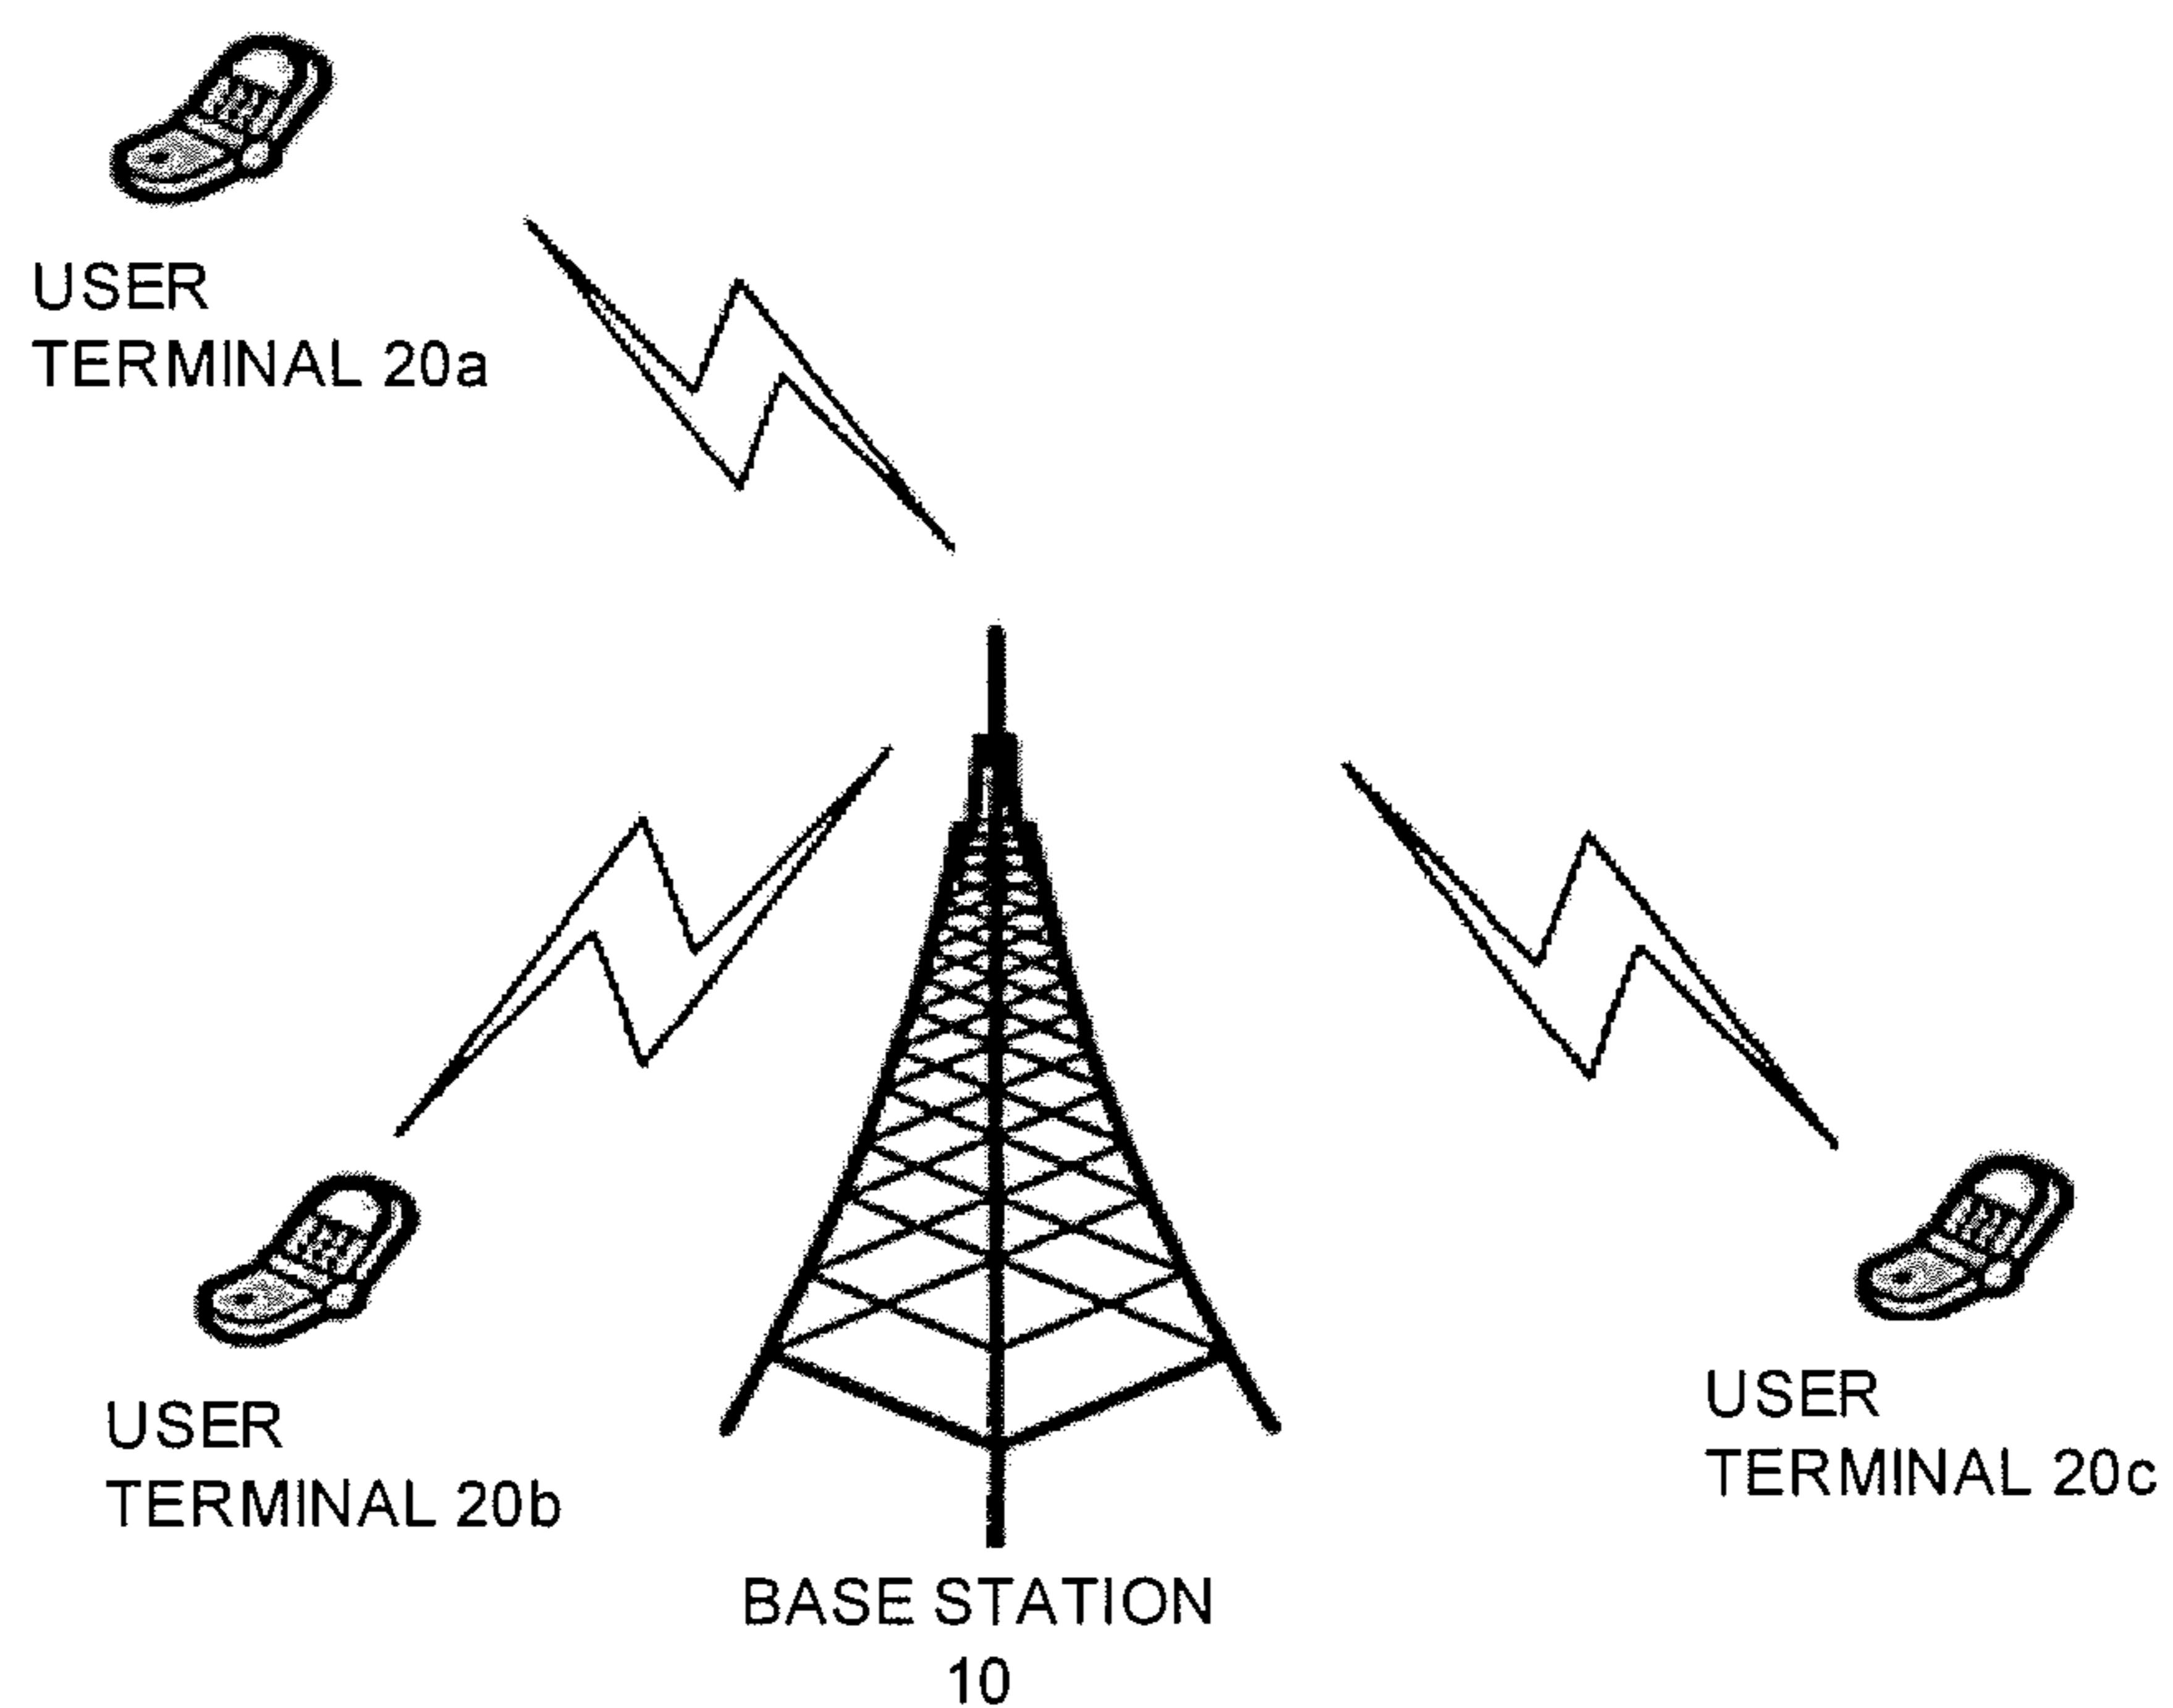 USER
TERMINAL 20a
USER
TERMINAL 20b
USER
TERMINAL 20c
BASE STATION
10